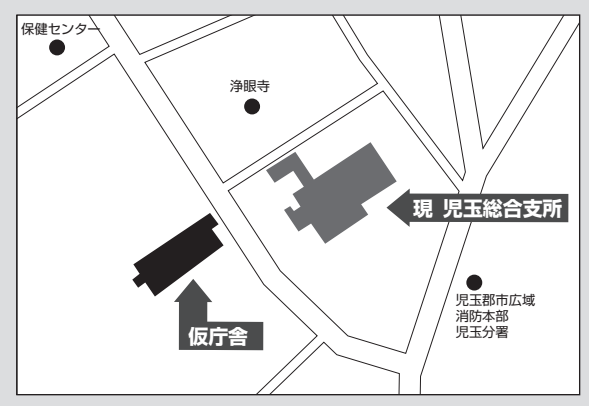 保健センター
浄眼寺
現 児玉総合支所
児玉郡市広域
消防本部
児玉分署
仮庁舎